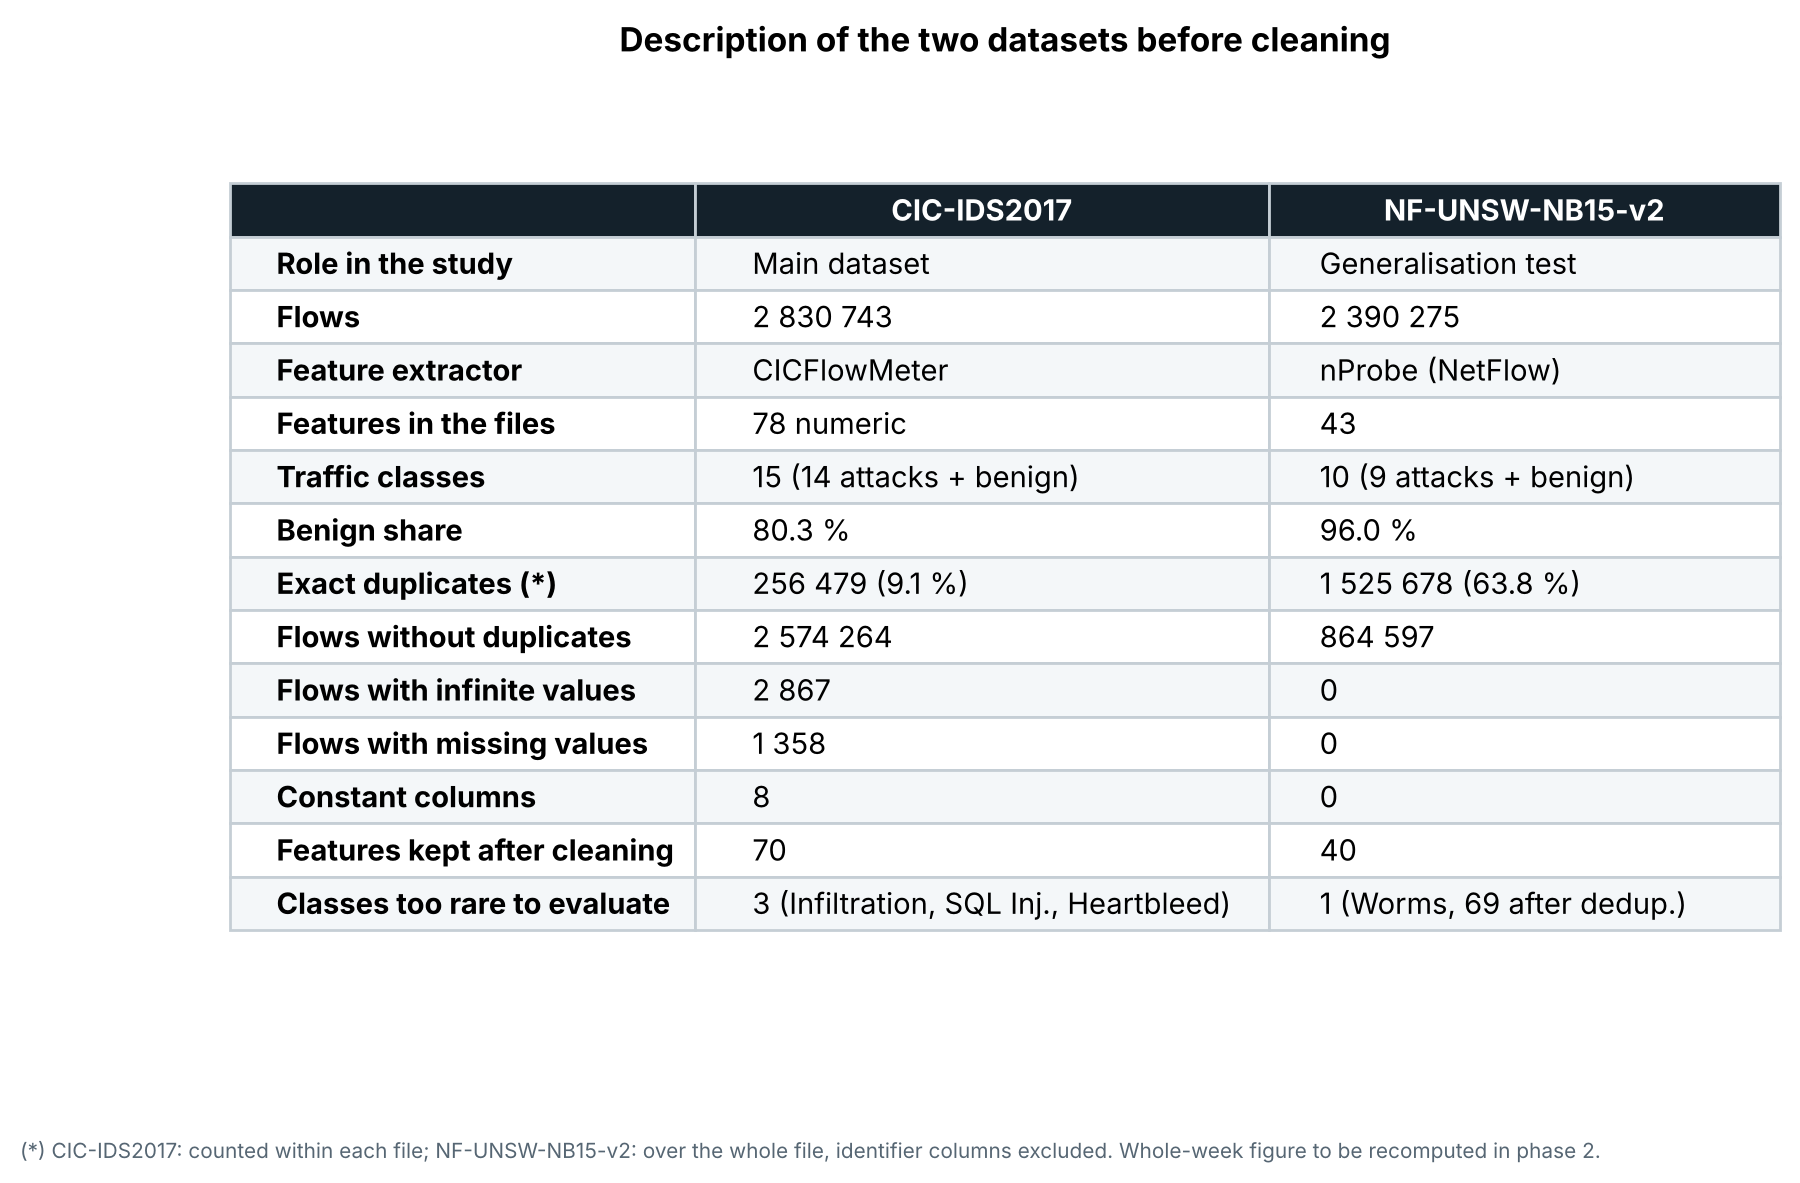 Description of the two datasets before cleaning
CIC-IDS2017 NF-UNSW-NB15-v2
Role in the study Main dataset Generalisation test
Flows 2 830 743 2 390 275
Feature extractor CICFlowMeter nProbe (NetFlow)
Features in the files 78 numeric 43
Traffic classes 15 (14 attacks + benign) 10 (9 attacks + benign)
Benign share 80.3 % 96.0 %
Exact duplicates (*) 256 479 (9.1 %) 1 525 678 (63.8 %)
Flows without duplicates 2 574 264 864 597
Flows with infinite values 2 867 0
Flows with missing values 1 358 0
Constant columns 8 0
Features kept after cleaning 70 40
Classes too rare to evaluate 3 (Infiltration, SQL Inj., Heartbleed) 1 (Worms, 69 after dedup.)
(*) CIC-IDS2017: counted within each file; NF-UNSW-NB15-v2: over the whole file, identifier columns excluded. Whole-week figure to be recomputed in phase 2.